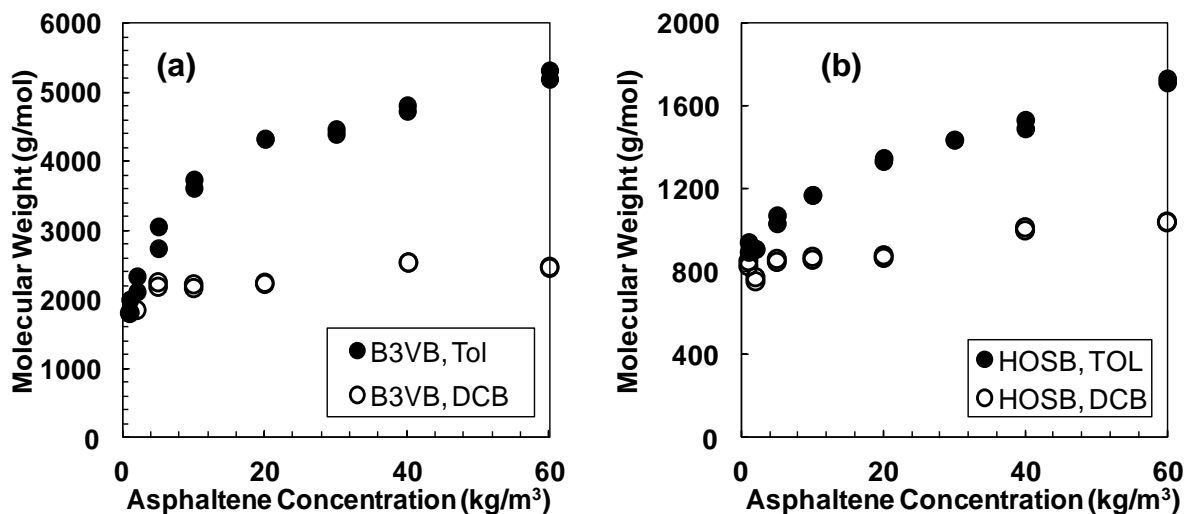 (a)
Molecular Weight (g/mol)
6000
5000
4000
3000
2000
1000
0
B3VB, Tol
B3VB, DCB
0 20 40 60
Asphaltene Concentration (kg/m³)
(b)
Molecular Weight (g/mol)
2000
1600
1200
800
400
0
HOSB, TOL
HOSB, DCB
0 20 40 60
Asphaltene Concentration (kg/m³)